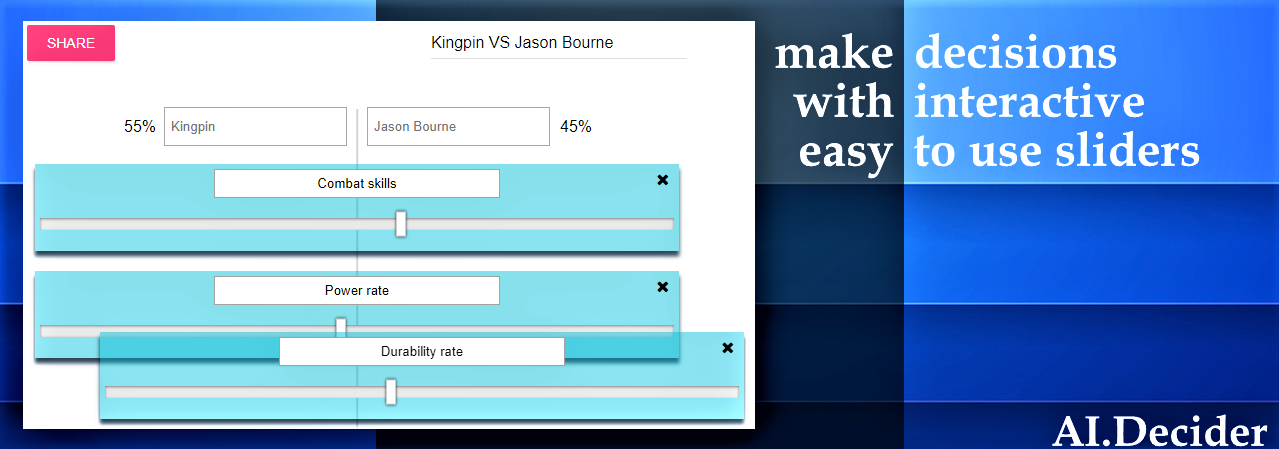 SHARE
Kingpin VS Jason Bourne
55%
Kingpin
Jason Bourne
45%
Combat skills
Power rate
Durability rate
make decisions
with interactive
easy to use sliders
AI.Decider